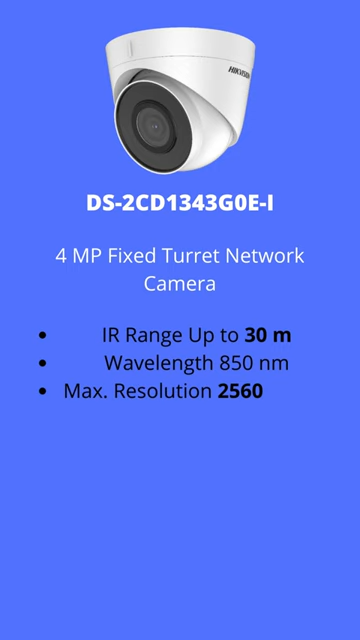 HIKVISION
DS-2CD1343G0E-I
4 MP Fixed Turret Network
Camera
• IR Range Up to 30 m
• Wavelength 850 nm
• Max. Resolution 2560